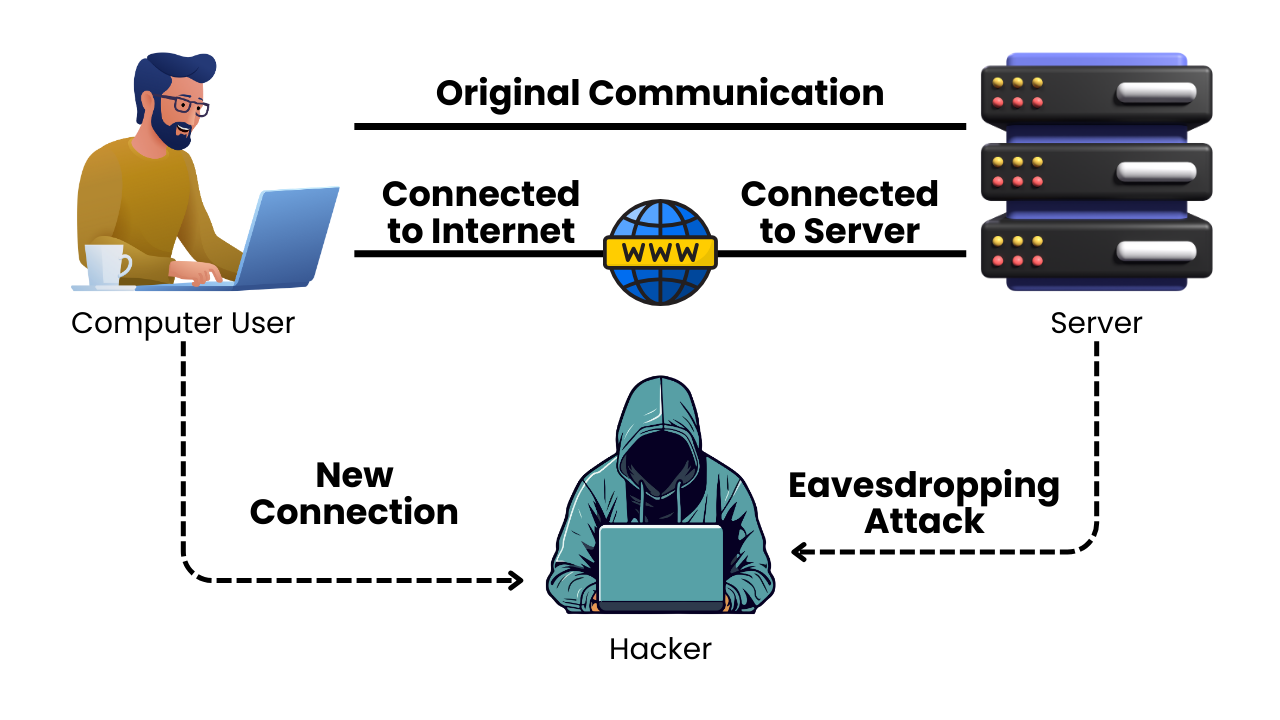 Original Communication
Connected
to Internet
Connected
to Server
WWW
Computer User
Server
New
Connection
Eavesdropping
Attack
Hacker